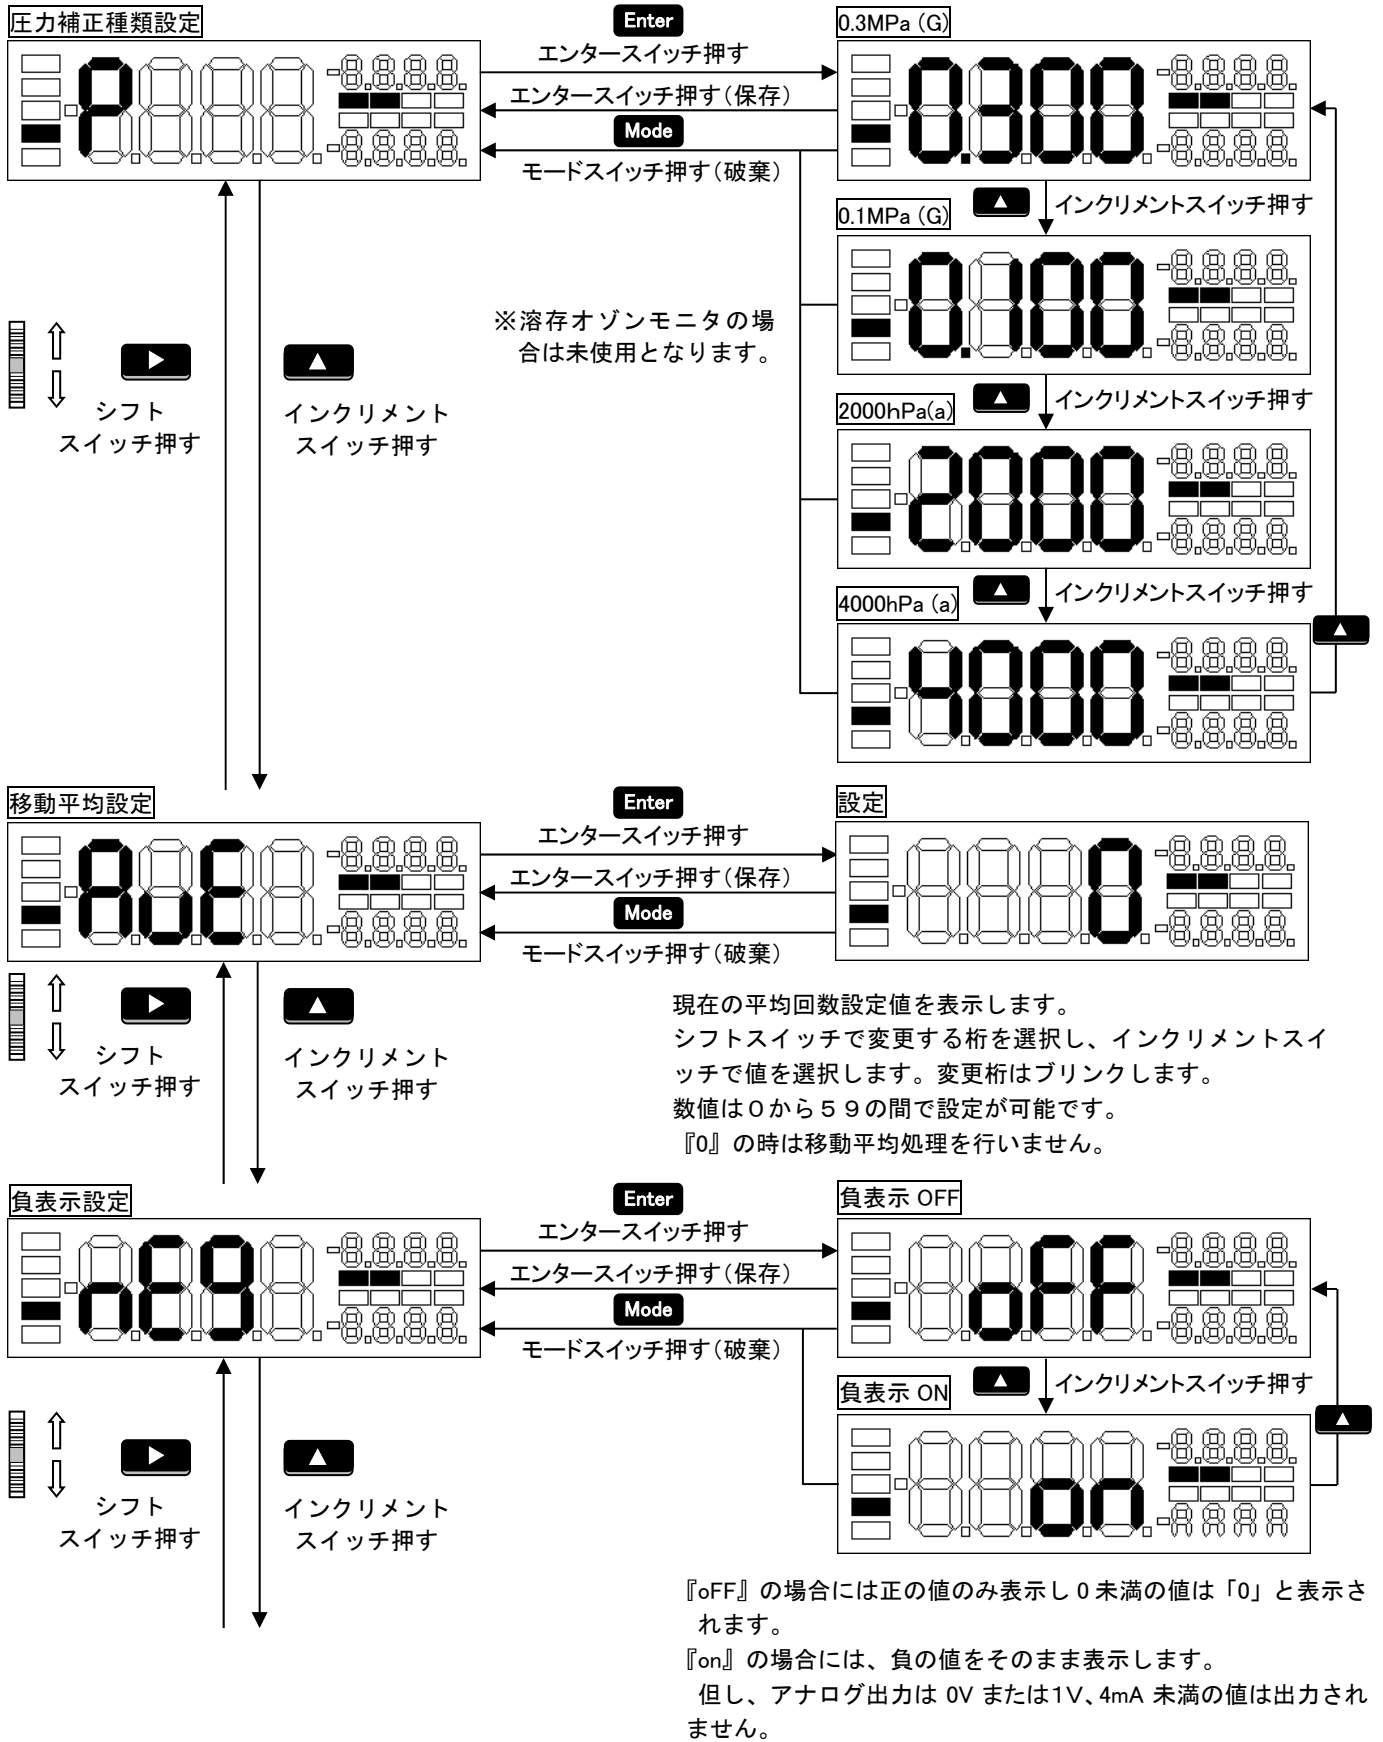 圧力補正種類設定
Enter
エンタースイッチ押す
エンタースイッチ押す(保存)
Mode
モードスイッチ押す(破棄)
0.3MPa (G)
P
0.300
インクリメントスイッチ押す
0.1MPa (G)
0.100
※溶存オゾンモニタの場
合は未使用となります。
シフト
スイッチ押す
インクリメント
スイッチ押す
インクリメントスイッチ押す
2000hPa(a)
2000
インクリメントスイッチ押す
4000hPa (a)
4000
移動平均設定
Enter
エンタースイッチ押す
エンタースイッチ押す(保存)
Mode
モードスイッチ押す(破棄)
設定
AvE
0
シフト
スイッチ押す
インクリメント
スイッチ押す
現在の平均回数設定値を表示します。
シフトスイッチで変更する桁を選択し、インクリメントスイ
ッチで値を選択します。変更桁はブリンクします。
数値は０から５９の間で設定が可能です。
『0』の時は移動平均処理を行いません。
負表示設定
Enter
エンタースイッチ押す
エンタースイッチ押す(保存)
Mode
モードスイッチ押す(破棄)
負表示 OFF
nEg
oFF
インクリメントスイッチ押す
負表示 ON
on
シフト
スイッチ押す
インクリメント
スイッチ押す
『oFF』の場合には正の値のみ表示し 0 未満の値は「0」と表示さ
れます。
『on』の場合には、負の値をそのまま表示します。
但し、アナログ出力は 0V または1V、4mA 未満の値は出力され
ません。